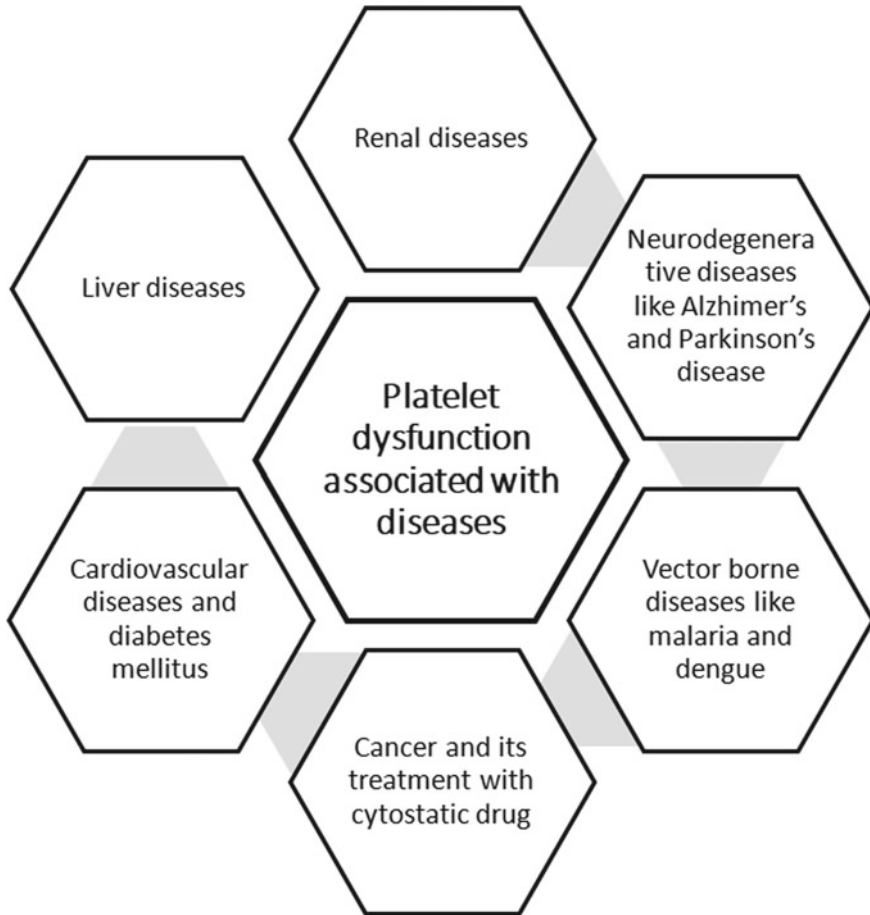 Renal diseases
Neurodegenera
tive diseases
like Alzhimer's
and Parkinson's
disease
Liver diseases
Platelet
dysfunction
associated with
diseases
Vector borne
diseases like
malaria and
dengue
Cardiovascular
diseases and
diabetes
mellitus
Cancer and its
treatment with
cytostatic drug